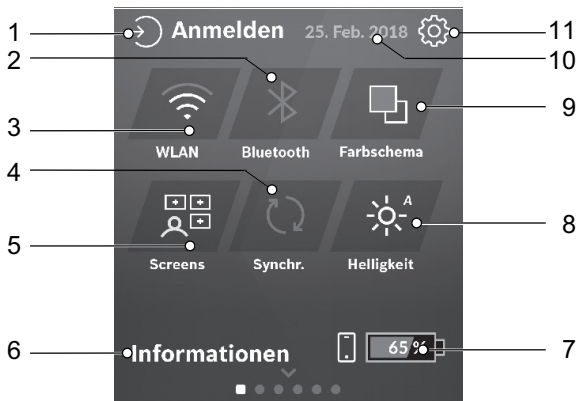 1 Anmelden 25. Feb. 2018 11
2 10
3 9
WLAN Bluetooth Farbschema
4
A
5 8
Screens Synchr. Helligkeit
6 Informationen 65 % 7